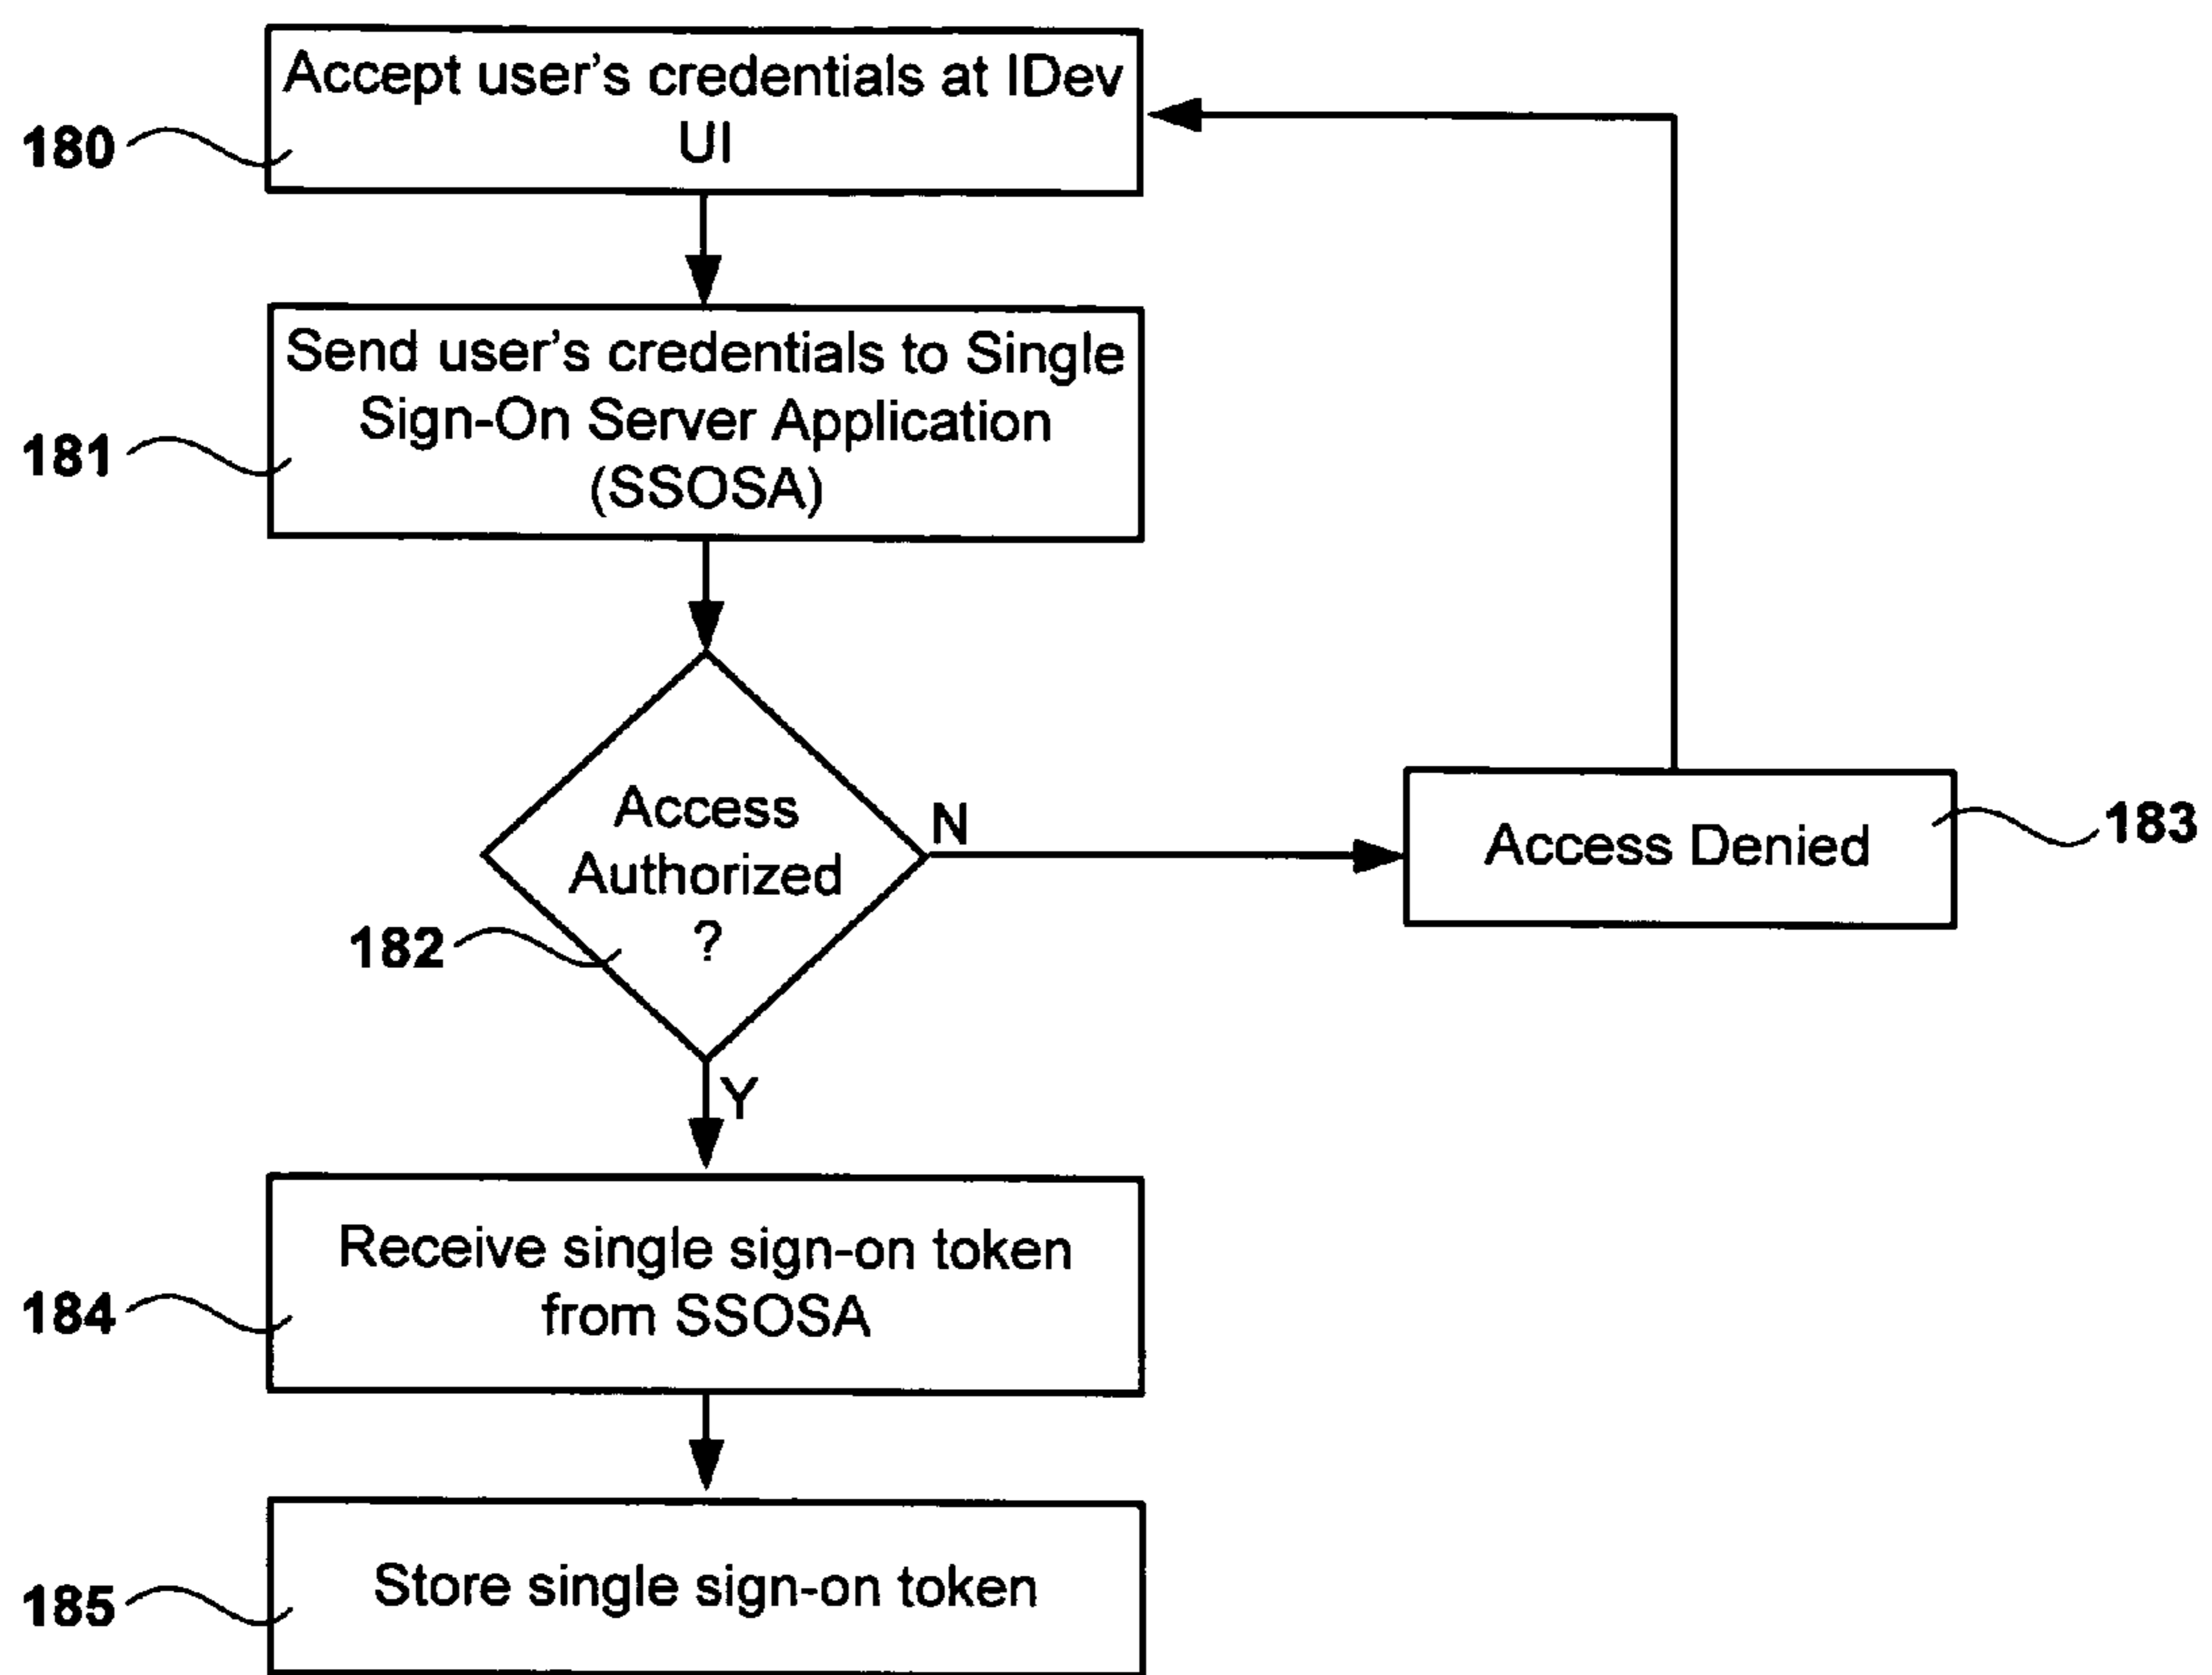 Accept user's credentials at IDev
UI
180
Send user's credentials to Single
Sign-On Server Application
(SSOSA)
181
Access
Authorized
?
182
N
Access Denied
183
Y
Receive single sign-on token
from SSOSA
184
Store single sign-on token
185